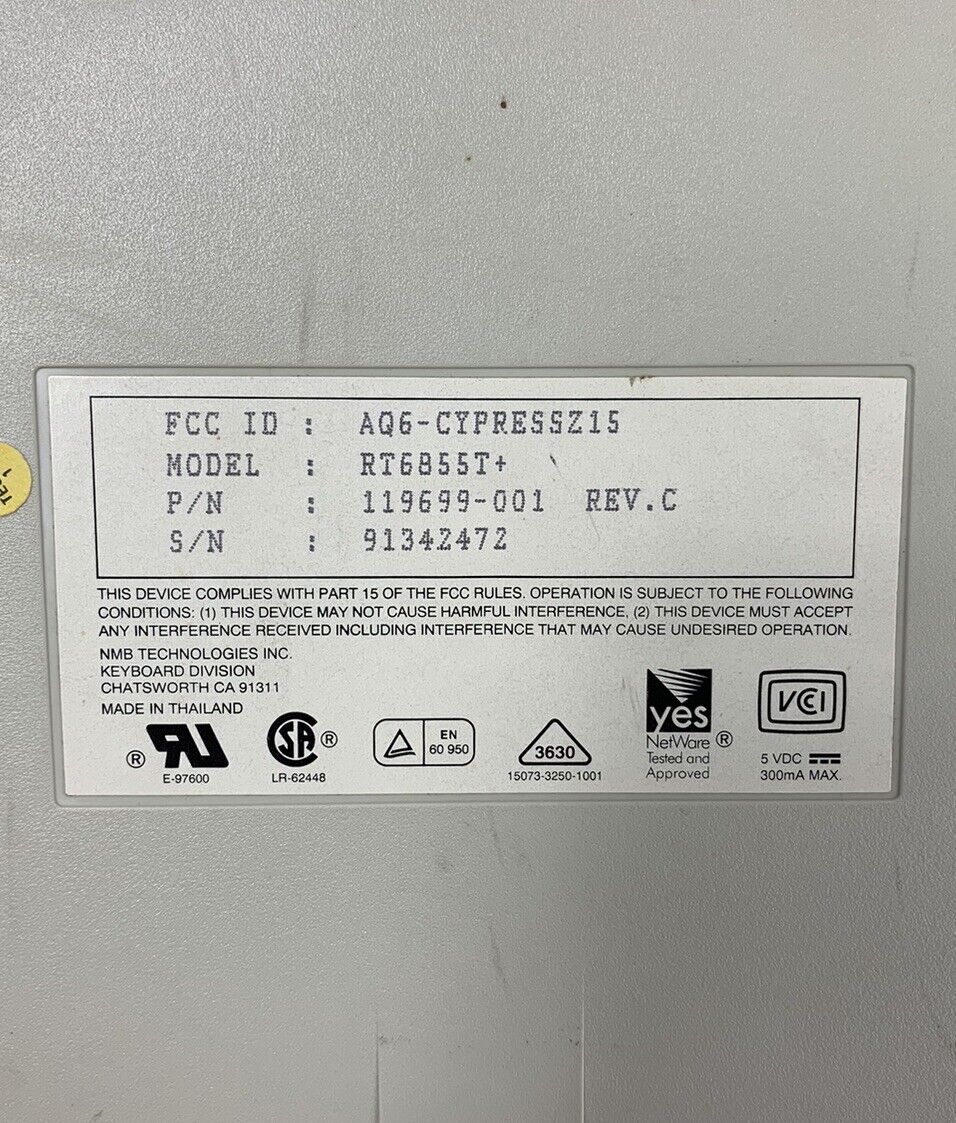 FCC ID : AQ6-CYPRESSZ15
MODEL : RT6855T+
P/N : 119699-001 REV.C
S/N : 91342472
THIS DEVICE COMPLIES WITH PART 15 OF THE FCC RULES. OPERATION IS SUBJECT TO THE FOLLOWING
CONDITIONS: (1) THIS DEVICE MAY NOT CAUSE HARMFUL INTERFERENCE, (2) THIS DEVICE MUST ACCEPT
ANY INTERFERENCE RECEIVED INCLUDING INTERFERENCE THAT MAY CAUSE UNDESIRED OPERATION.
NMB TECHNOLOGIES INC.
KEYBOARD DIVISION
CHATSWORTH CA 91311
MADE IN THAILAND
® RU
E-97600
SA ®
LR-62448
EN
60 950
3630
15073-3250-1001
yes
NetWare ®
Tested and
Approved
VCCI
5 VDC
300mA MAX.